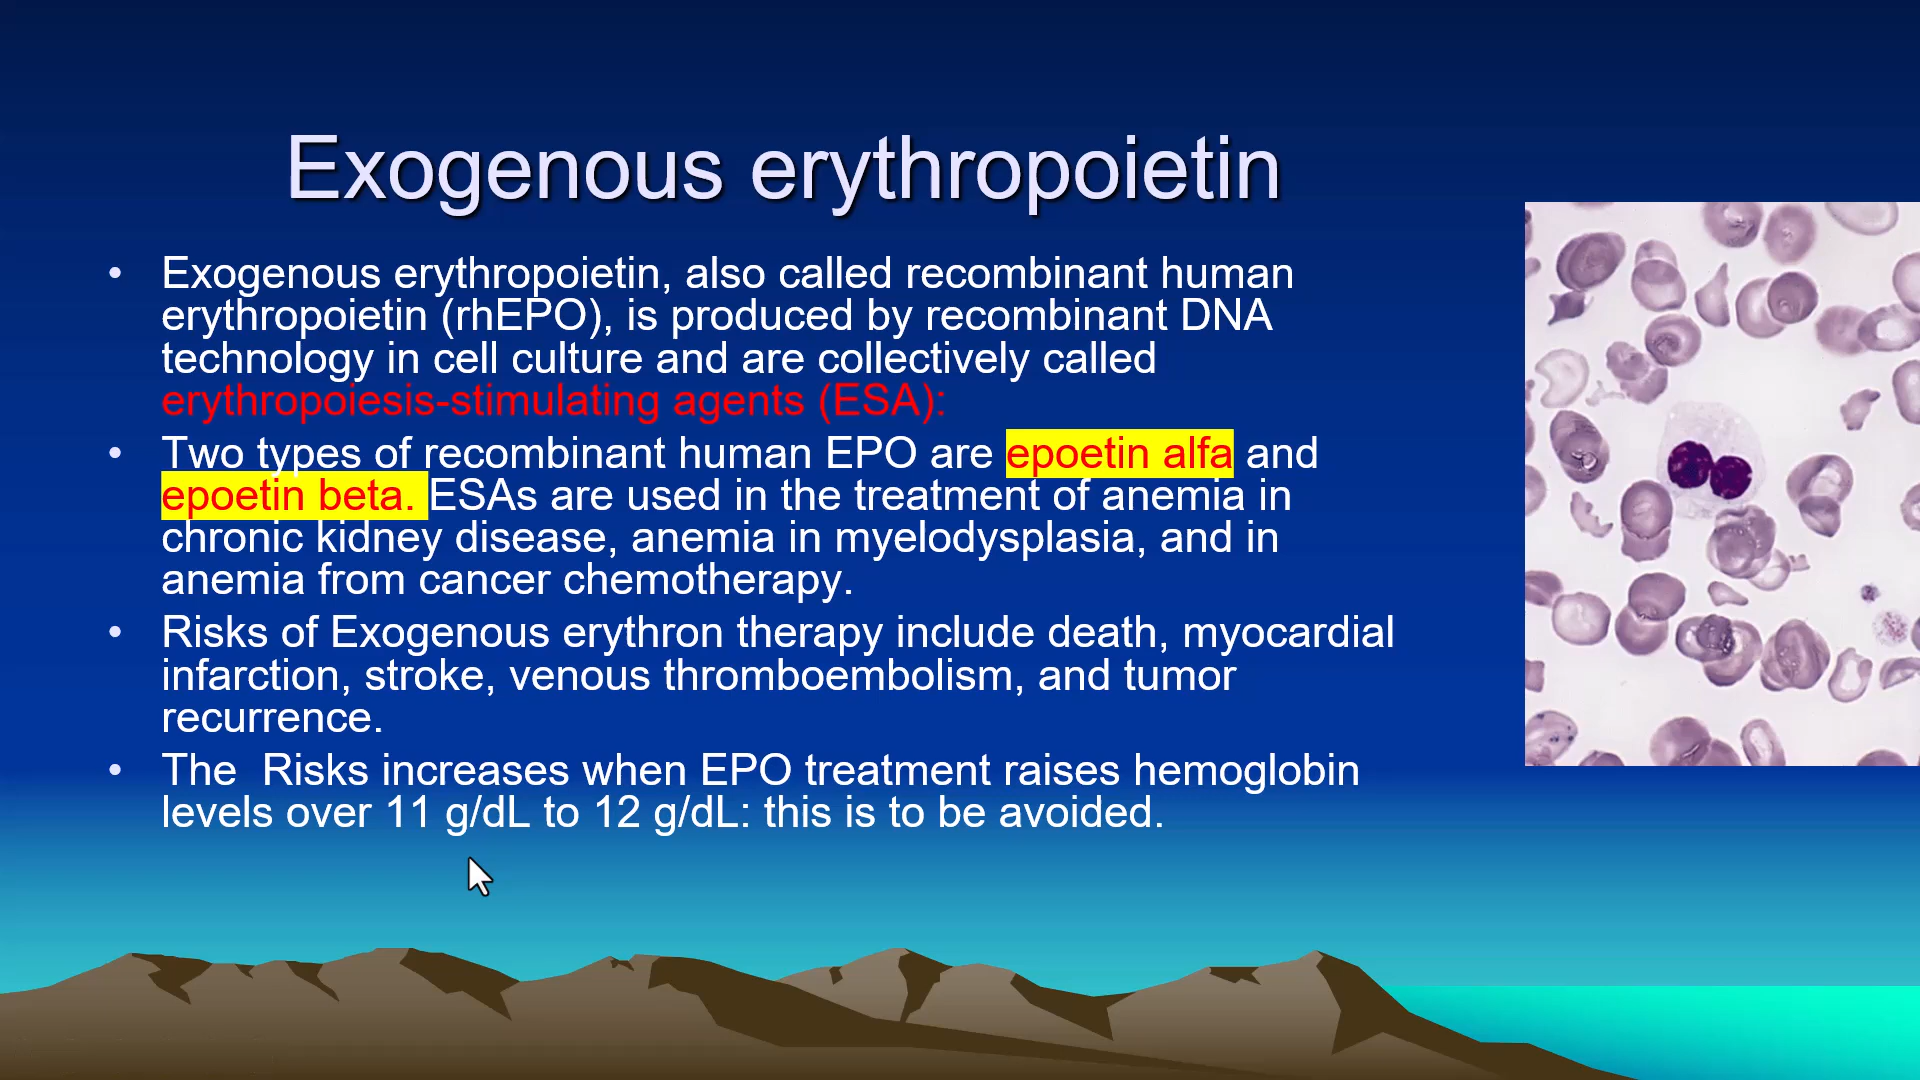 Exogenous erythropoietin
• Exogenous erythropoietin, also called recombinant human
erythropoietin (rhEPO), is produced by recombinant DNA
technology in cell culture and are collectively called
erythropoiesis-stimulating agents (ESA):
• Two types of recombinant human EPO are epoetin alfa and
epoetin beta. ESAs are used in the treatment of anemia in
chronic kidney disease, anemia in myelodysplasia, and in
anemia from cancer chemotherapy.
• Risks of Exogenous erythron therapy include death, myocardial
infarction, stroke, venous thromboembolism, and tumor
recurrence.
• The  Risks increases when EPO treatment raises hemoglobin
levels over 11 g/dL to 12 g/dL: this is to be avoided.